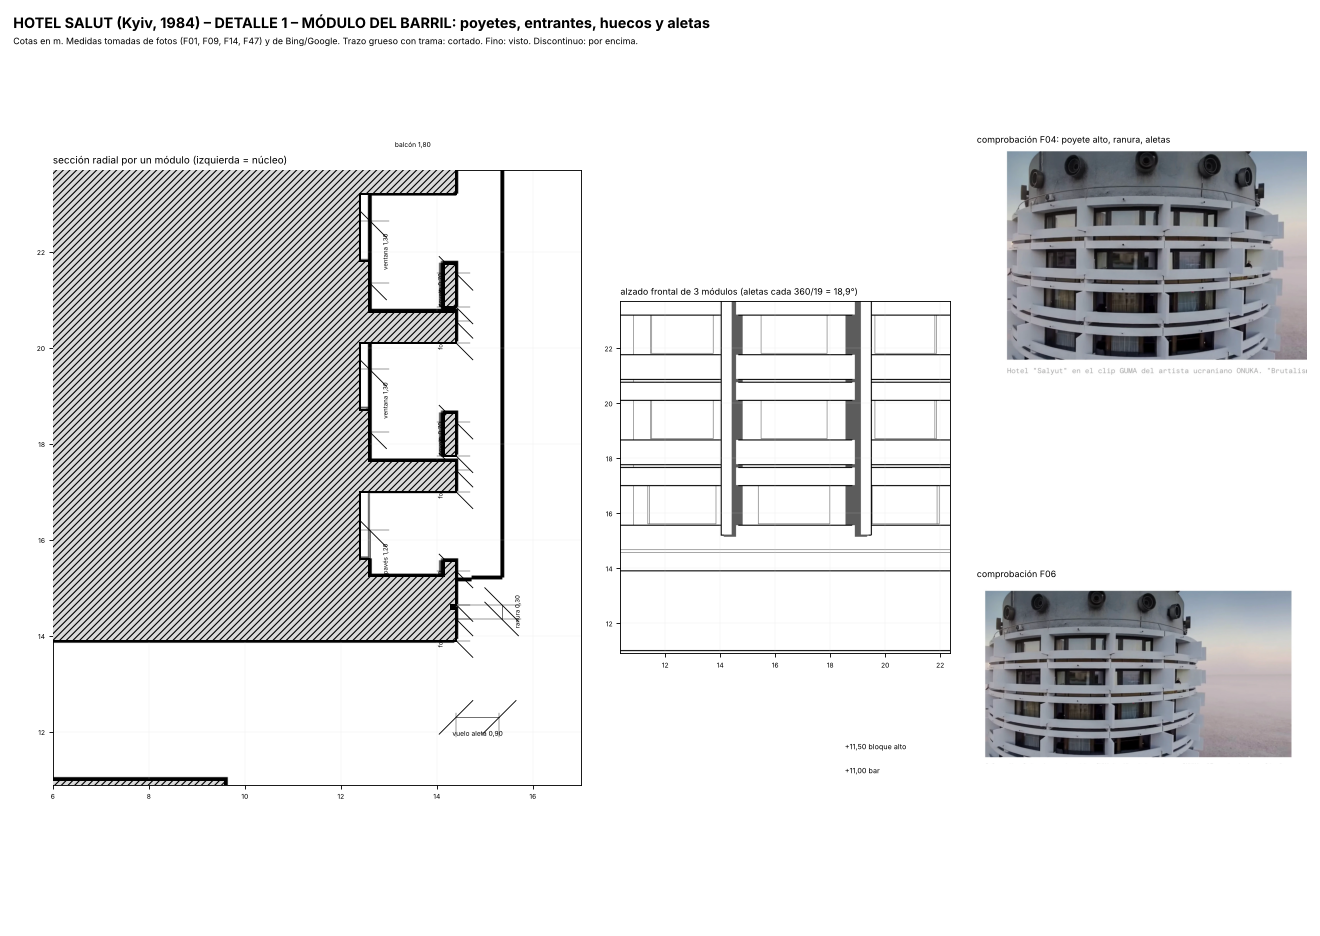 HOTEL SALUT (Kyiv, 1984) – DETALLE 1 – MÓDULO DEL BARRIL: poyetes, entrantes, huecos y aletas
Cotas en m. Medidas tomadas de fotos (F01, F09, F14, F47) y de Bing/Google. Trazo grueso con trama: cortado. Fino: visto. Discontinuo: por encima.
balcón 1,80
sección radial por un módulo (izquierda = núcleo)
ventana 1,30
ventana 1,30
ranura 0,30
vuelo aleta 0,90
22
20
18
16
14
12
6
8
10
12
14
16
alzado frontal de 3 módulos (aletas cada 360/19 = 18,9°)
22
20
18
16
14
12
12
14
16
18
20
22
+11,50 bloque alto
+11,00 bar
comprobación F04: poyete alto, ranura, aletas
Hotel "Salyut" en el clip GUMA del artista ucraniano ONUKA.
comprobación F06